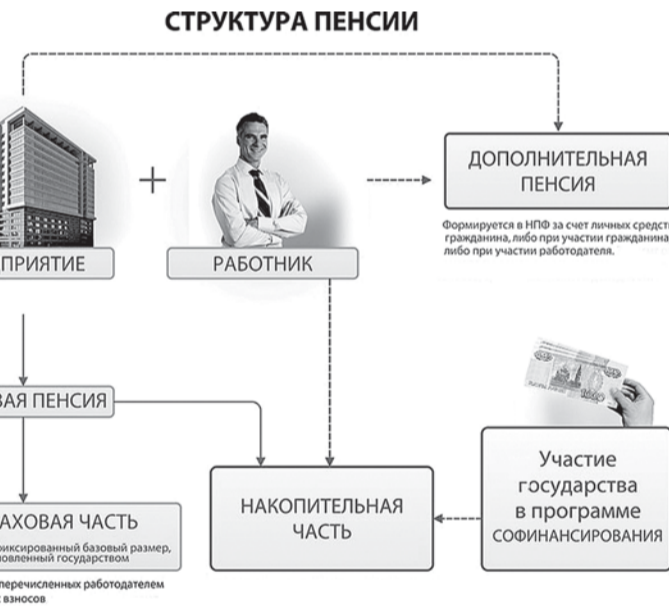 СТРУКТУРА ПЕНСИИ
ДОПОЛНИТЕЛЬНАЯ
ПЕНСИЯ
Формируется в НПФ за счет личных средств
гражданина, либо при участии гражданина
либо при участии работодателя.
ПРИЯТИЕ
+
РАБОТНИК
ВАЯ ПЕНСИЯ
НАКОПИТЕЛЬНАЯ
ЧАСТЬ
Участие
государства
в программе
СОФИНАНСИРОВАНИЯ
АХОВАЯ ЧАСТЬ
фиксированный базовый размер,
новленный государством
перечисленных работодателем
взносов